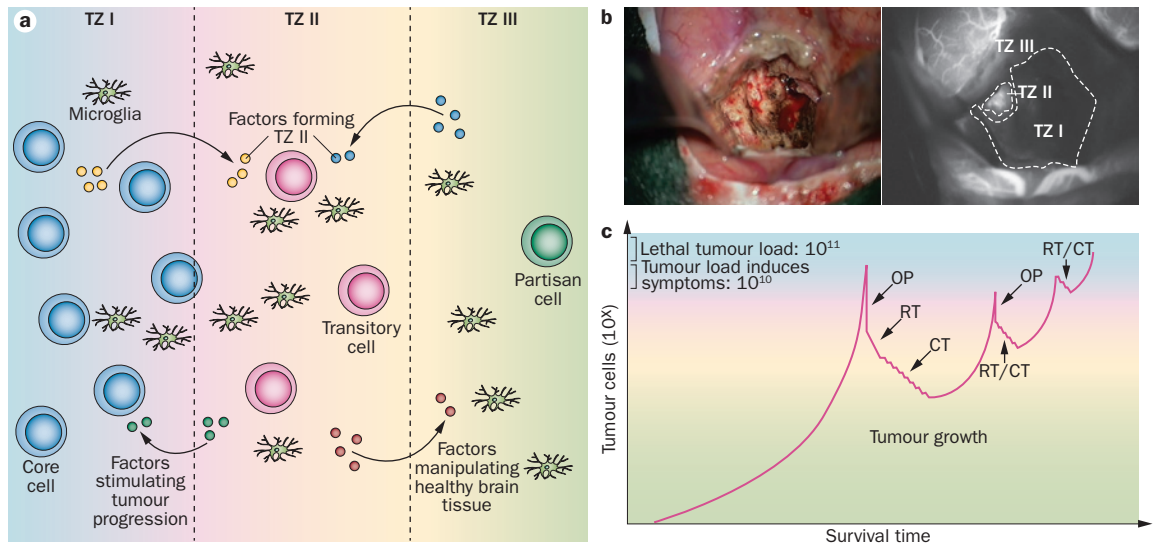 a
TZ I
TZ II
TZ III
Microglia
Factors forming
TZ II
Partisan
cell
Transitory
cell
Core
cell
Factors
stimulating
tumour
progression
Factors
manipulating
healthy brain
tissue
b
TZ III
TZ II
TZ I
c
Lethal tumour load: 10¹¹
Tumour load induces
symptoms: 10¹⁰
OP
RT
CT
OP
RT/CT
RT/CT
Tumour growth
Tumour cells (10ˣ)
Survival time